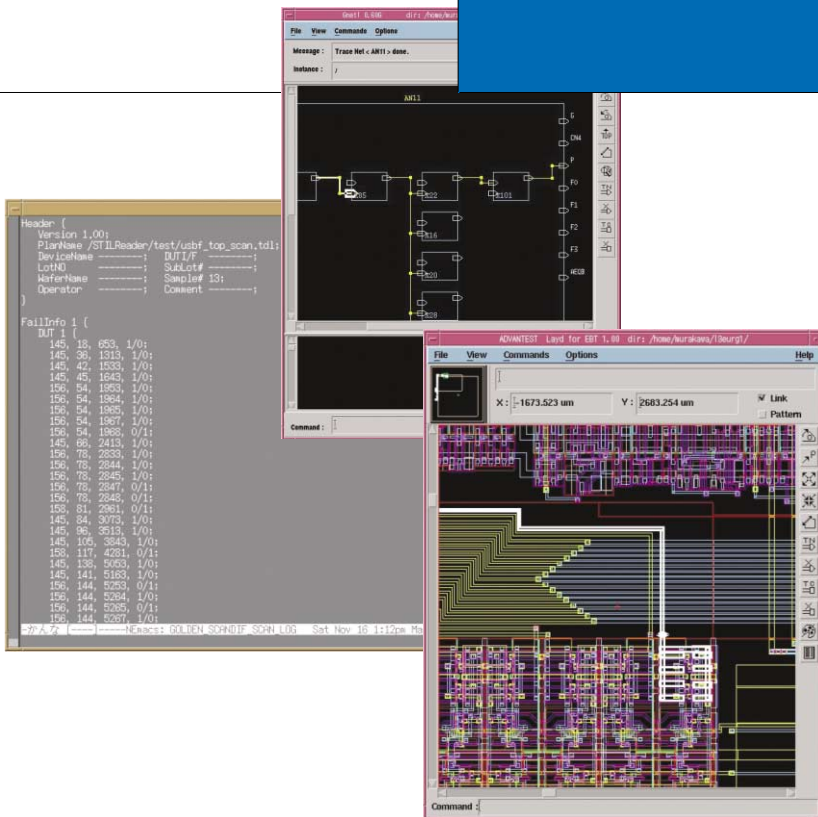 File View Commands Options
Message : Trace Net < AN11 > done.
Instance : /
AN11
G
CN4
P
F0
F1
F2
F3
AEQB
Command :
Header {
Version 1.00;
PlanName /STILReader/test/usbf_top_scan.tdl;
DeviceName --------; DUTI/F --------;
LotNO --------; SubLot# --------;
WaferName --------; Sample# 13;
Operator --------; Comment --------;
}
FailInfo 1 {
DUT 1 {
145, 18, 653, 1/0;
145, 36, 1313, 1/0;
145, 42, 1533, 1/0;
145, 45, 1643, 1/0;
156, 54, 1953, 1/0;
156, 54, 1964, 1/0;
156, 54, 1965, 1/0;
156, 54, 1967, 1/0;
156, 54, 1968, 0/1;
145, 66, 2413, 1/0;
156, 78, 2833, 1/0;
156, 78, 2844, 1/0;
156, 78, 2845, 1/0;
156, 78, 2847, 0/1;
156, 78, 2848, 0/1;
158, 81, 2961, 0/1;
145, 84, 3073, 1/0;
145, 96, 3513, 1/0;
145, 105, 3843, 1/0;
158, 117, 4281, 0/1;
145, 138, 5053, 1/0;
145, 141, 5163, 1/0;
156, 144, 5253, 0/1;
156, 144, 5264, 1/0;
156, 144, 5265, 0/1;
156, 144, 5267, 1/0;
-かんな [----]-----NEmacs: GOLDEN_SCANDIF_SCAN_LOG Sat Nov 16 1:12pm
ADVANTEST Layd for EBT 1.00 dir: /home/murakawa/l3eurg1/
File View Commands Options Help
X : -1673.523 um Y : 2683.254 um Link
Pattern
Command :